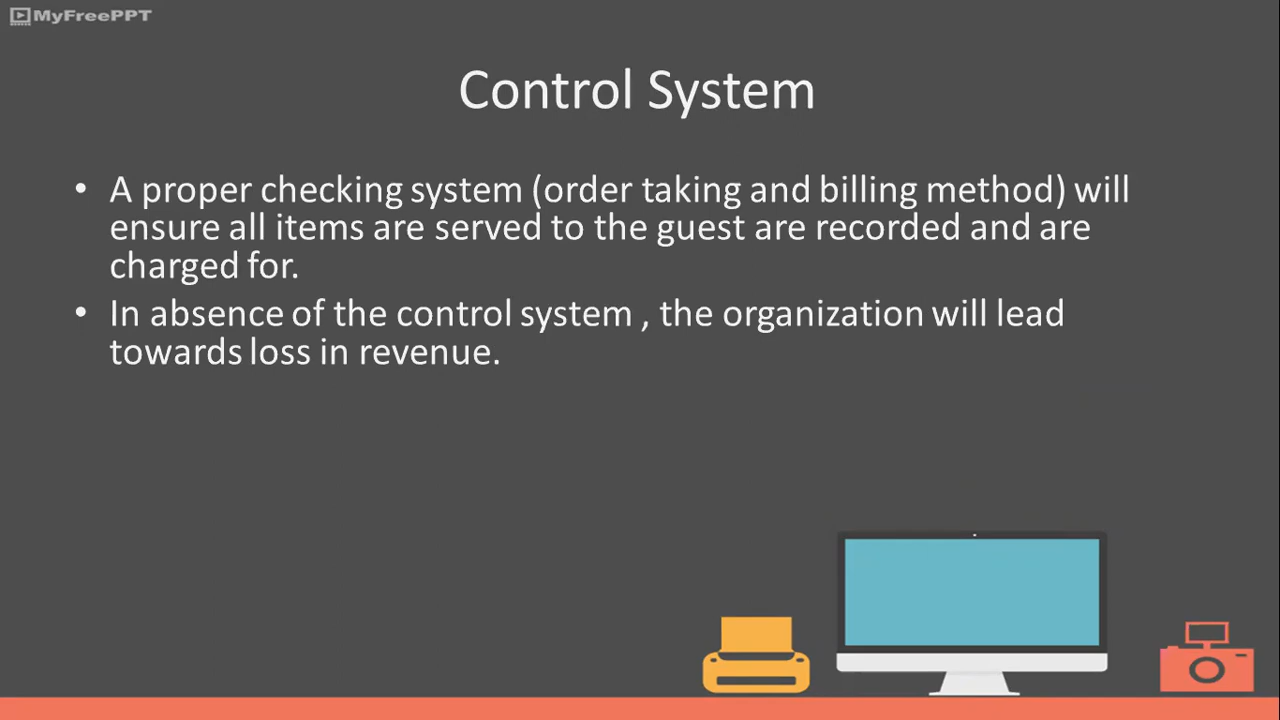 MyFreePPT
Control System
• A proper checking system (order taking and billing method) will
ensure all items are served to the guest are recorded and are
charged for.
• In absence of the control system , the organization will lead
towards loss in revenue.